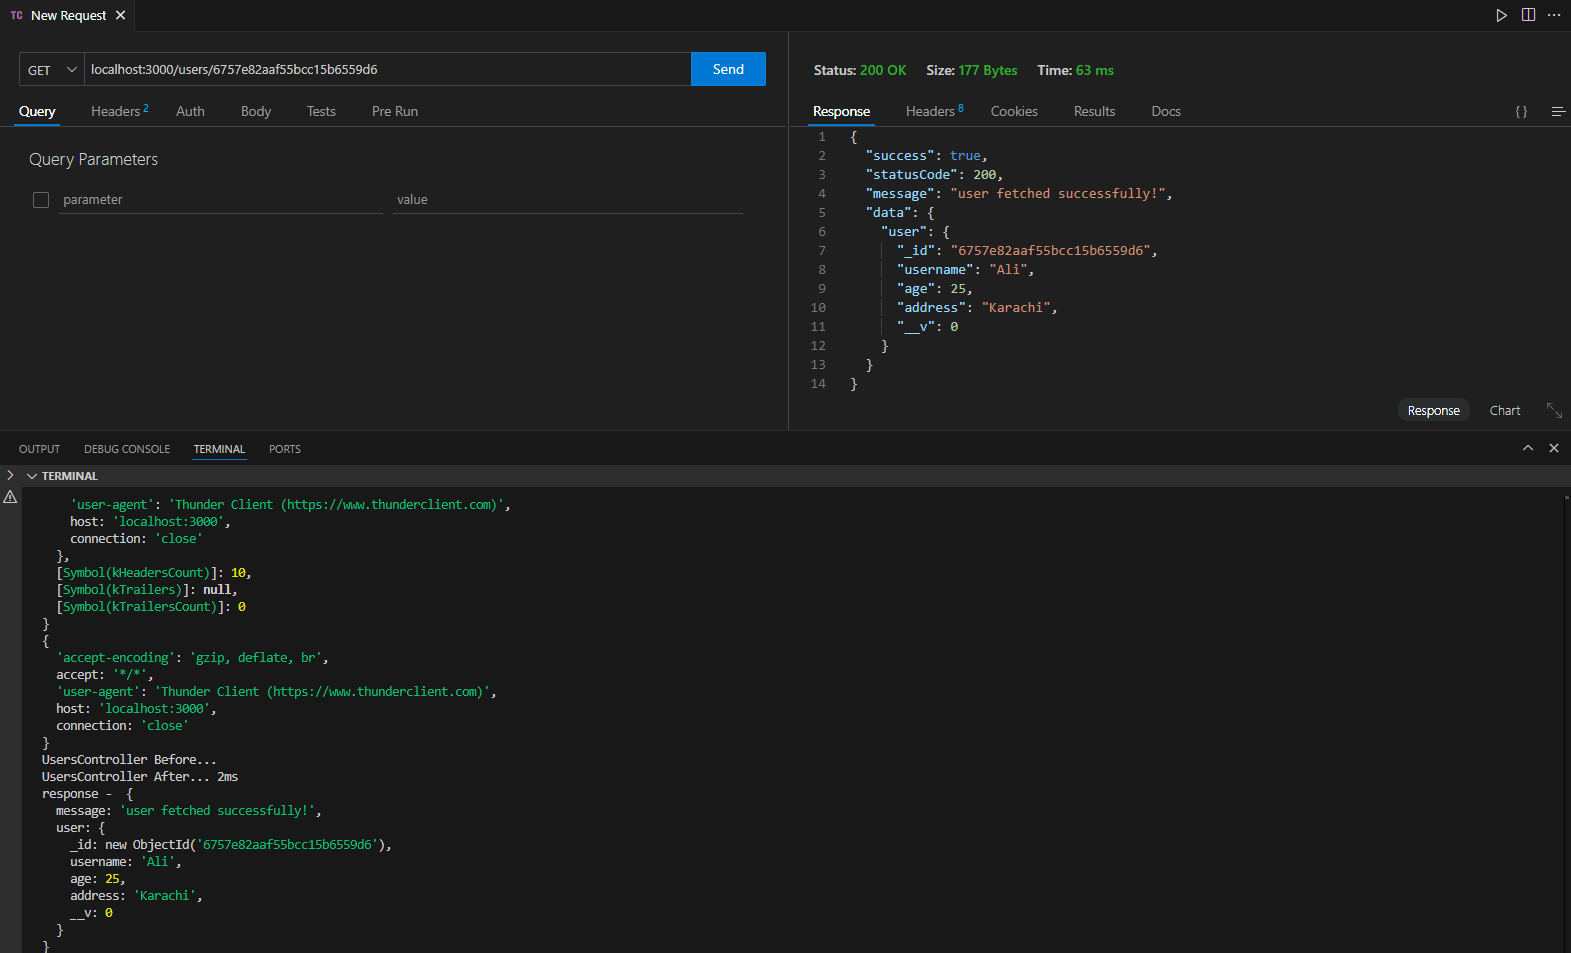 TC New Request
GET localhost:3000/users/6757e82aaf55bcc15b6559d6 Send
Query Headers 2 Auth Body Tests Pre Run
Query Parameters
parameter value
Status: 200 OK Size: 177 Bytes Time: 63 ms
Response Headers 8 Cookies Results Docs { }
1 {
2 "success": true,
3 "statusCode": 200,
4 "message": "user fetched successfully!",
5 "data": {
6 "user": {
7 "_id": "6757e82aaf55bcc15b6559d6",
8 "username": "Ali",
9 "age": 25,
10 "address": "Karachi",
11 "__v": 0
12 }
13 }
14 }
Response Chart
OUTPUT DEBUG CONSOLE TERMINAL PORTS
TERMINAL
'user-agent': 'Thunder Client (https://www.thunderclient.com)',
host: 'localhost:3000',
connection: 'close'
},
[Symbol(kHeadersCount)]: 10,
[Symbol(kTrailers)]: null,
[Symbol(kTrailersCount)]: 0
}
{
'accept-encoding': 'gzip, deflate, br',
accept: '*/*',
'user-agent': 'Thunder Client (https://www.thunderclient.com)',
host: 'localhost:3000',
connection: 'close'
}
UsersController Before...
UsersController After... 2ms
response - {
message: 'user fetched successfully!',
user: {
_id: new ObjectId('6757e82aaf55bcc15b6559d6'),
username: 'Ali',
age: 25,
address: 'Karachi',
__v: 0
}
}